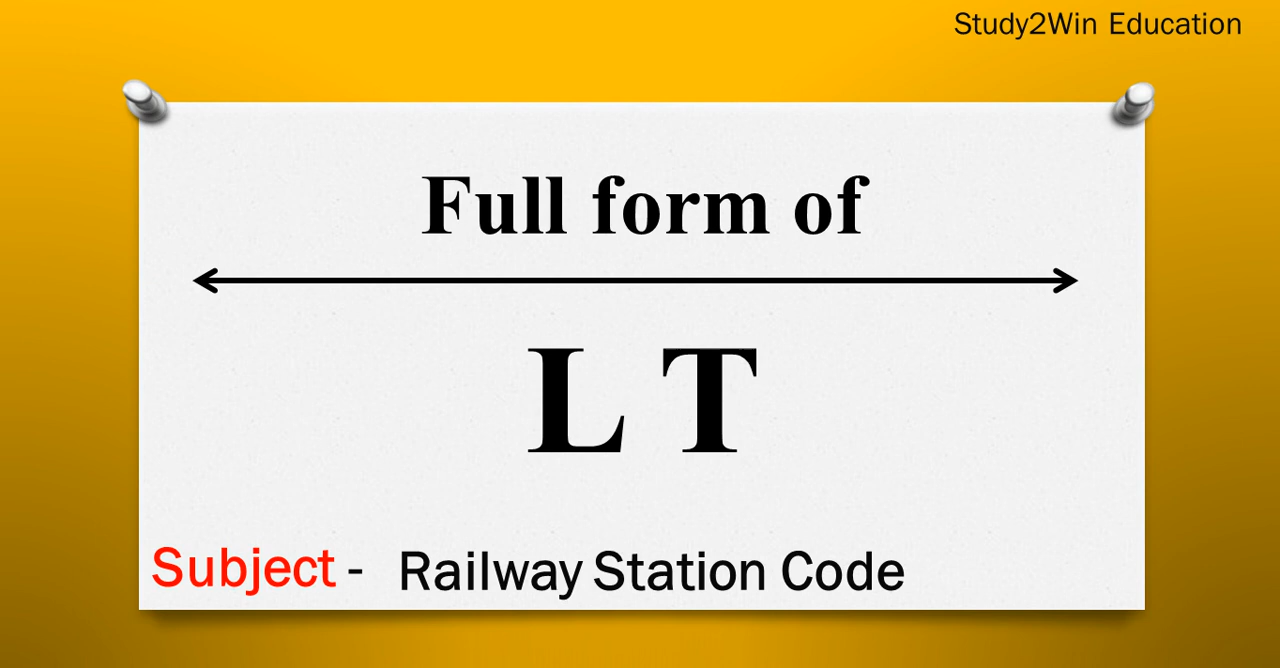 Study2Win Education
Full form of
L T
Subject - Railway Station Code